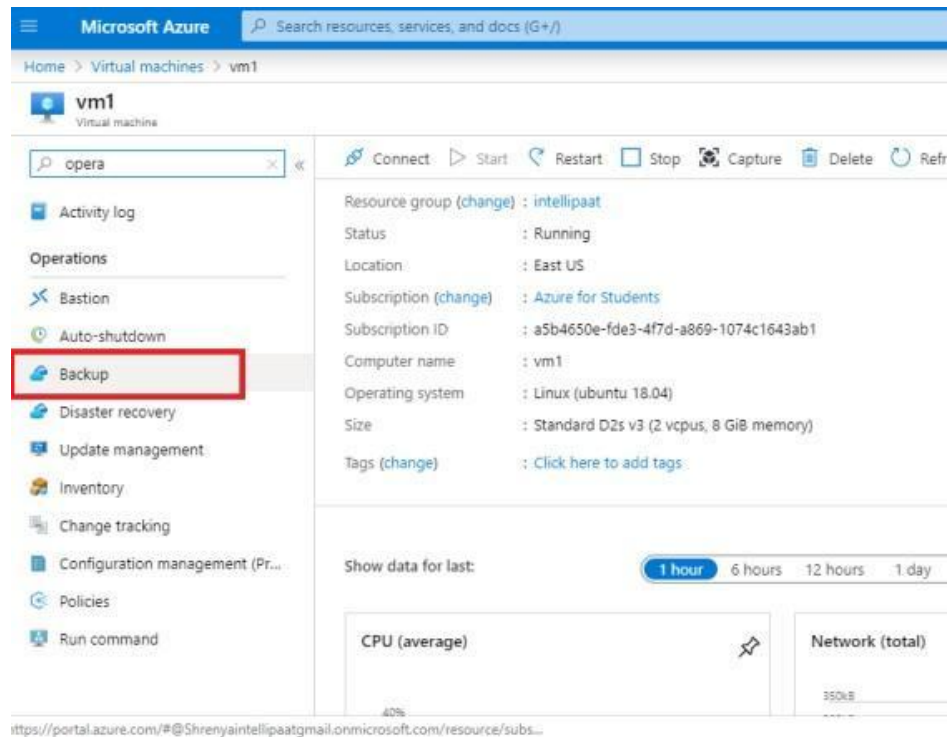 Microsoft Azure
Search resources, services, and docs (G+/)
Home > Virtual machines > vm1
vm1
Virtual machine
opera
Connect Start Restart Stop Capture Delete Refr
Activity log
Operations
Bastion
Auto-shutdown
Backup
Disaster recovery
Update management
Inventory
Change tracking
Configuration management (Pr...
Policies
Run command
Resource group (change) : intellipaat
Status : Running
Location : East US
Subscription (change) : Azure for Students
Subscription ID : a5b4650e-fde3-4f7d-a869-1074c1643ab1
Computer name : vm1
Operating system : Linux (ubuntu 18.04)
Size : Standard D2s v3 (2 vcpus, 8 GiB memory)
Tags (change) : Click here to add tags
Show data for last: 1 hour 6 hours 12 hours 1 day
CPU (average)
40%
Network (total)
350kB
https://portal.azure.com/#@Shrenyaintellipaatgmail.onmicrosoft.com/resource/subs...